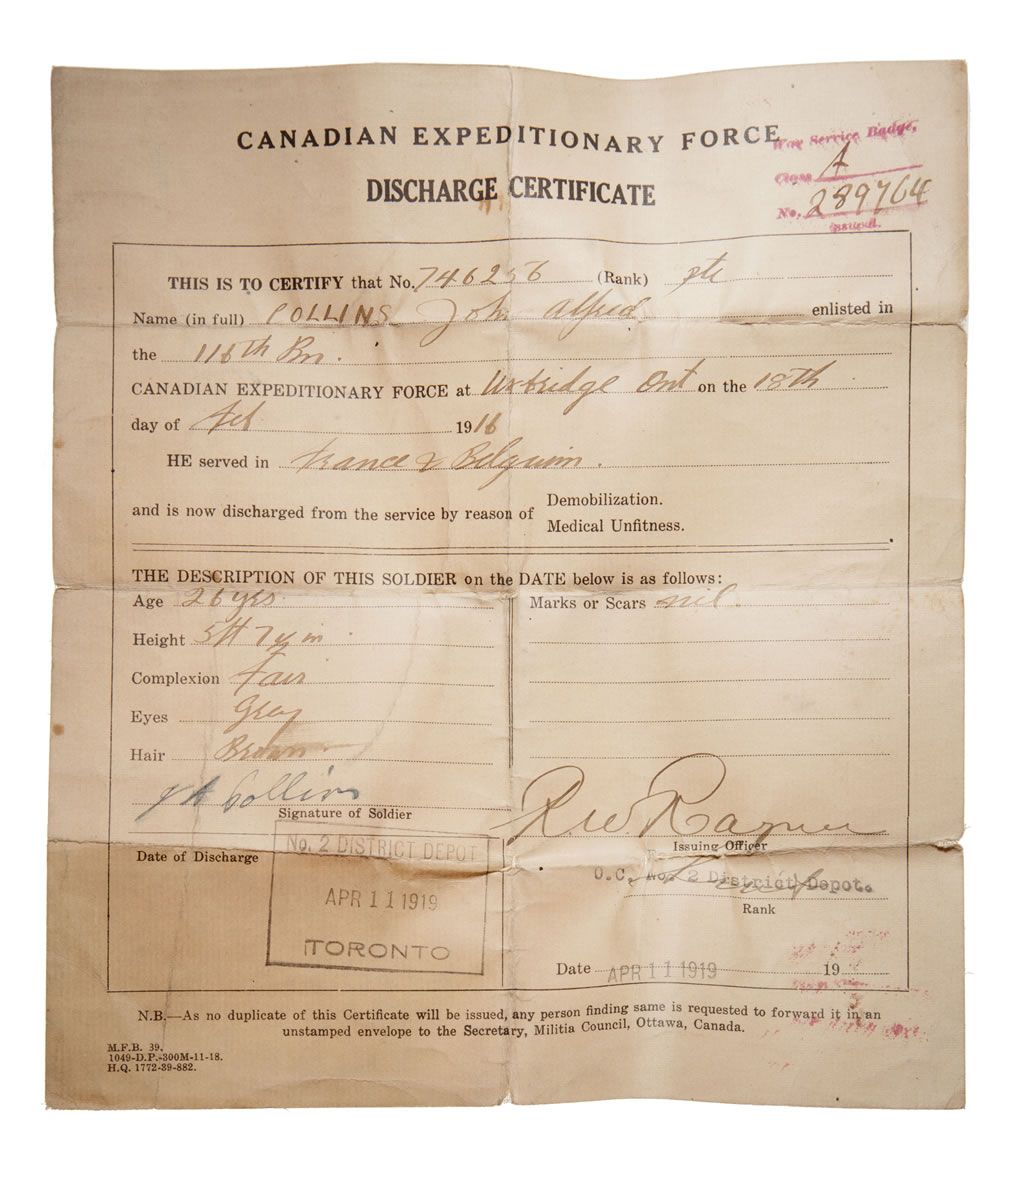 CANADIAN EXPEDITIONARY FORCE
DISCHARGE CERTIFICATE
War Service Badge,
Class A
No. 289764
issued.
THIS IS TO CERTIFY that No. 746256 (Rank) pte
Name (in full) COLLINS John Alfred enlisted in
the 116th Bn.
CANADIAN EXPEDITIONARY FORCE at Uxbridge Ont on the 18th
day of Feb 1916
HE served in France & Belguim.
and is now discharged from the service by reason of
Demobilization.
Medical Unfitness.
THE DESCRIPTION OF THIS SOLDIER on the DATE below is as follows:
Age 26 yrs.
Height 5ft 7 in
Complexion Fair
Eyes Grey
Hair Brown
J A Collins
Signature of Soldier
Date of Discharge
No. 2 DISTRICT DEPOT
APR 11 1919
TORONTO
Marks or Scars nil.
R W
Issuing Officer
O.C. No. 2 District Depot.
Rank
Date APR 11 1919 19
N.B.—As no duplicate of this Certificate will be issued, any person finding same is requested to forward it in an
unstamped envelope to the Secretary, Militia Council, Ottawa, Canada.
M.F.B. 39.
1049-D.P.-300M-11-18.
H.Q. 1772-39-882.